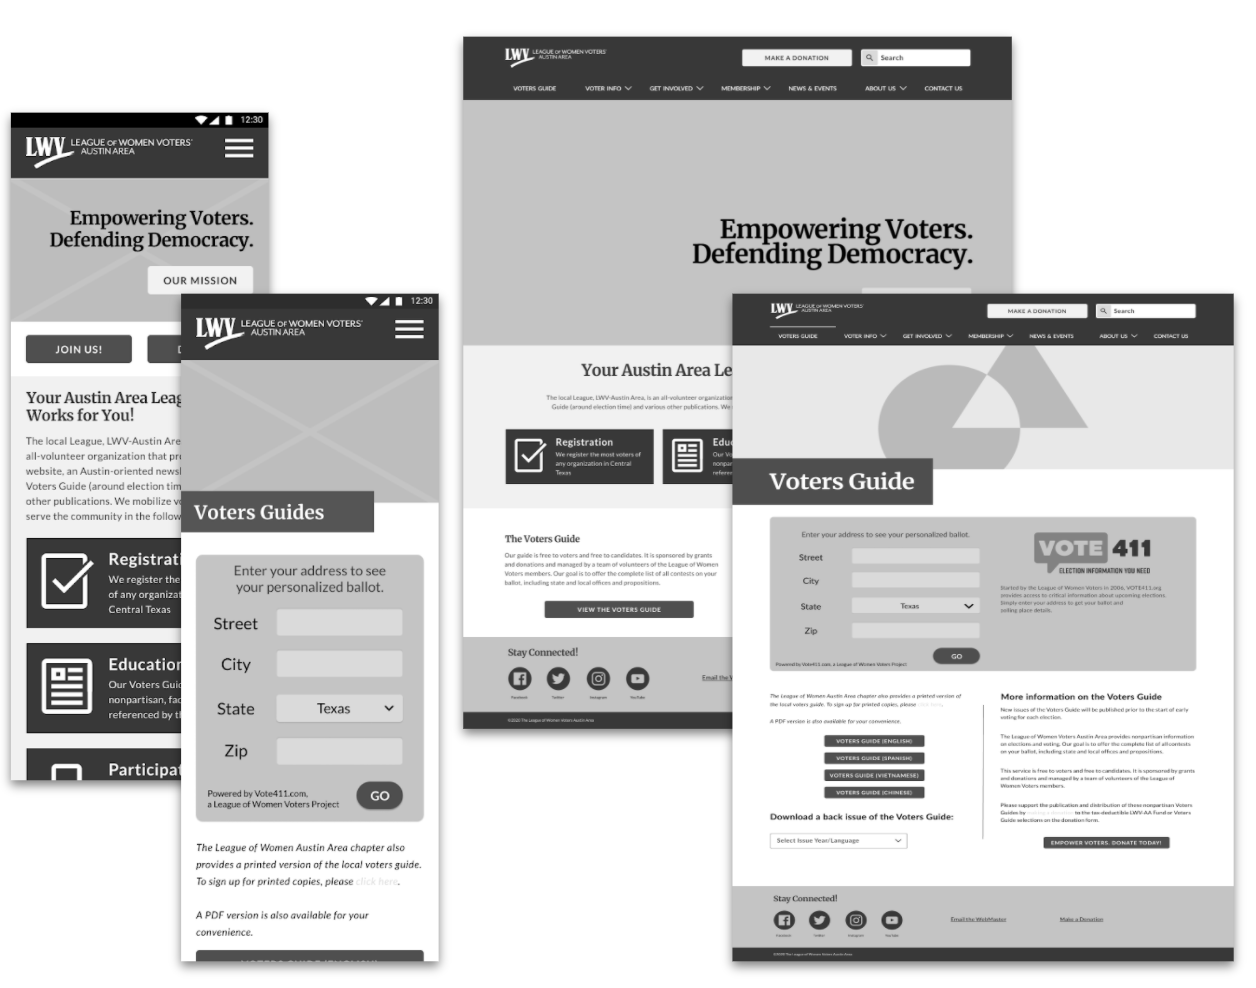 12:30
LWV LEAGUE OF WOMEN VOTERS'
AUSTIN AREA
Empowering Voters.
Defending Democracy.
OUR MISSION
JOIN US!
D
Your Austin Area Leag
Works for You!
The local League, LWV-Austin Are
all-volunteer organization that pr
website, an Austin-oriented newsl
Voters Guide (around election tim
other publications. We mobilize v
serve the community in the follow
Registrati
We register the
of any organizat
Central Texas
Education
Our Voters Guid
nonpartisan, fac
referenced by th
Participat
12:30
LWV LEAGUE OF WOMEN VOTERS'
AUSTIN AREA
Voters Guides
Enter your address to see
your personalized ballot.
Street
City
State Texas
Zip
Powered by Vote411.com,
a League of Women Voters Project
GO
The League of Women Austin Area chapter also
provides a printed version of the local voters guide.
To sign up for printed copies, please click here.
A PDF version is also available for your
convenience.
VOTERS GUIDE (ENGLISH)
LWV LEAGUE OF WOMEN VOTERS'
AUSTIN AREA
MAKE A DONATION
Search
VOTERS GUIDE VOTER INFO GET INVOLVED MEMBERSHIP NEWS & EVENTS ABOUT US CONTACT US
Empowering Voters.
Defending Democracy.
Your Austin Area Le
The local League, LWV-Austin Area, is an all-volunteer organizatio
Guide (around election time) and various other publications. We
Registration
We register the most voters of
any organization in Central
Texas
Educ
Our Vo
nonpar
refere
The Voters Guide
Our guide is free to voters and free to candidates. It is sponsored by grants
and donations and managed by a team of volunteers of the League of Women
Voters members. Our goal is to offer the complete list of all contests on your
ballot, including state and local offices and propositions.
VIEW THE VOTERS GUIDE
Stay Connected!
Facebook Twitter Instagram YouTube
Email the W
©2020 The League of Women Voters Austin Area
LWV LEAGUE OF WOMEN VOTERS'
AUSTIN AREA
MAKE A DONATION
Search
VOTERS GUIDE VOTER INFO GET INVOLVED MEMBERSHIP NEWS & EVENTS ABOUT US CONTACT US
Voters Guide
Enter your address to see your personalized ballot.
Street
City
State Texas
Zip
GO
Powered by Vote411.com, a League of Women Voters Project
VOTE 411
ELECTION INFORMATION YOU NEED
Started by the League of Women Voters in 2006, VOTE411.org
provides access to critical information about upcoming elections.
Simply enter your address to get your ballot and
polling place details.
The League of Women Austin Area chapter also provides a printed version of
the local voters guide. To sign-up for printed copies, please click here.
A PDF version is also available for your convenience.
VOTERS GUIDE (ENGLISH)
VOTERS GUIDE (SPANISH)
VOTERS GUIDE (VIETNAMESE)
VOTERS GUIDE (CHINESE)
Download a back issue of the Voters Guide:
Select Issue Year/Language
More information on the Voters Guide
New issues of the Voters Guide will be published prior to the start of early
voting for each election.
The League of Women Voters Austin Area provides nonpartisan information
on elections and voting. Our goal is to offer the complete list of all contests
on your ballot, including state and local offices and propositions.
This service is free to voters and free to candidates. It is sponsored by grants
and donations and managed by a team of volunteers of the League of
Women Voters members.
Please support the publication and distribution of these nonpartisan Voters
Guides by to the tax-deductible LWV-AA Fund or Voters
Guide selections on the donation form.
EMPOWER VOTERS. DONATE TODAY!
Stay Connected!
Facebook Twitter Instagram YouTube
Email the WebMaster
Make a Donation
©2020 The League of Women Voters Austin Area